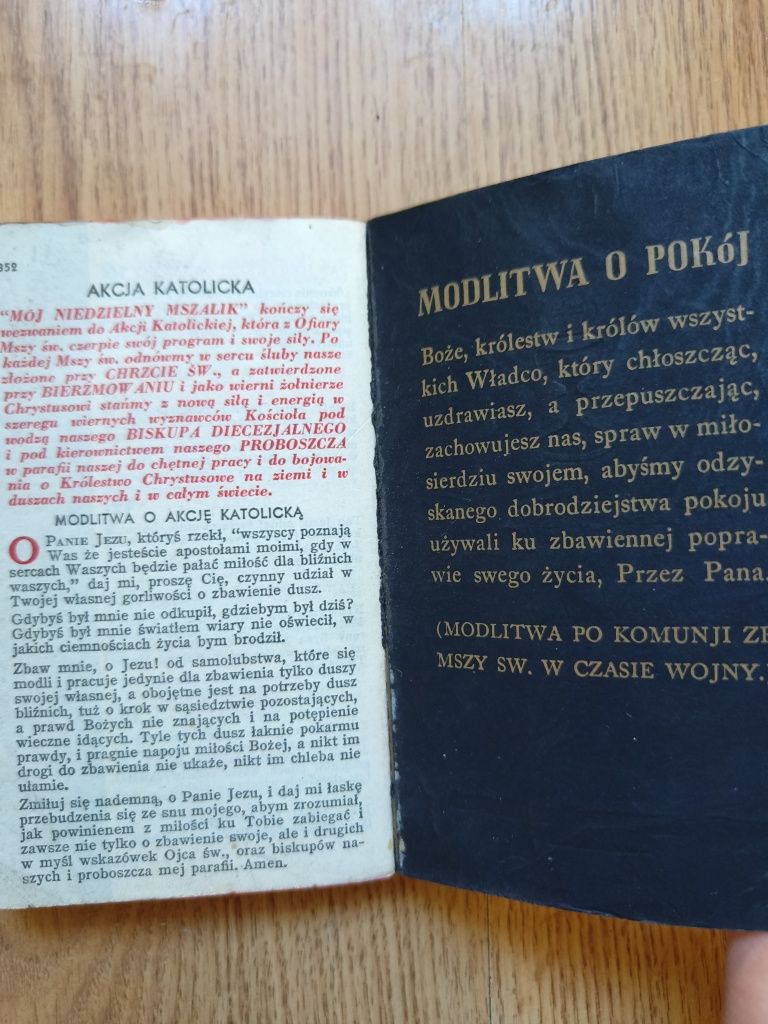 352
AKCJA KATOLICKA
"MÓJ NIEDZIELNY MSZALIK" kończy się
wezwaniem do Akcji Katolickiej, która z Ofiary
Mszy św. czerpie swój program i swoje siły. Po
każdej Mszy św. odnówmy w sercu śluby nasze
złożone przy CHRZCIE ŚW., a zatwierdzone
przy BIERZMOWANIU i jako wierni żołnierze
Chrystusowi stańmy z nową siłą i energią w
szeregu wiernych wyznawców Kościoła pod
wodzą naszego BISKUPA DIECEZJALNEGO
i pod kierownictwem naszego PROBOSZCZA
w parafii naszej do chętnej pracy i do bojowa-
nia o Królestwo Chrystusowe na ziemi i w
duszach naszych i w całym świecie.
MODLITWA O AKCJĘ KATOLICKĄ
O PANIE JEZU, któryś rzekł, "wszyscy poznają
Was że jesteście apostołami moimi, gdy w
sercach Waszych będzie pałać miłość dla bliźnich
waszych," daj mi, proszę Cię, czynny udział w
Twojej własnej gorliwości o zbawienie dusz.
Gdybyś był mnie nie odkupił, gdziebym był dziś?
Gdybyś był mnie światłem wiary nie oświecił, w
jakich ciemnościach życia bym brodził.
Zbaw mnie, o Jezu! od samolubstwa, które się
modli i pracuje jedynie dla zbawienia tylko duszy
swojej własnej, a obojętne jest na potrzeby dusz
bliźnich, tuż o krok w sąsiedztwie pozostających,
a prawd Bożych nie znających i na potępienie
wieczne idących. Tyle tych dusz łaknie pokarmu
prawdy, i pragnie napoju miłości Bożej, a nikt im
drogi do zbawienia nie ukaże, nikt im chleba nie
ułamie.
Zmiłuj się nademną, o Panie Jezu, i daj mi łaskę
przebudzenia się ze snu mojego, abym zrozumiał,
jak powinienem z miłości ku Tobie zabiegać i
zawsze nie tylko o zbawienie swoje, ale i drugich
w myśl wskazówek Ojca św., oraz biskupów na-
szych i proboszcza mej parafii. Amen.
MODLITWA O POKÓJ
Boże, królestw i królów wszyst-
kich Władco, który chłoszcząc,
uzdrawiasz, a przepuszczając,
zachowujesz nas, spraw w miło-
sierdziu swojem, abyśmy odzy-
skanego dobrodziejstwa pokoju
używali ku zbawiennej popra-
wie swego życia, Przez Pana.
(MODLITWA PO KOMUNJI ZE
MSZY SW. W CZASIE WOJNY.)